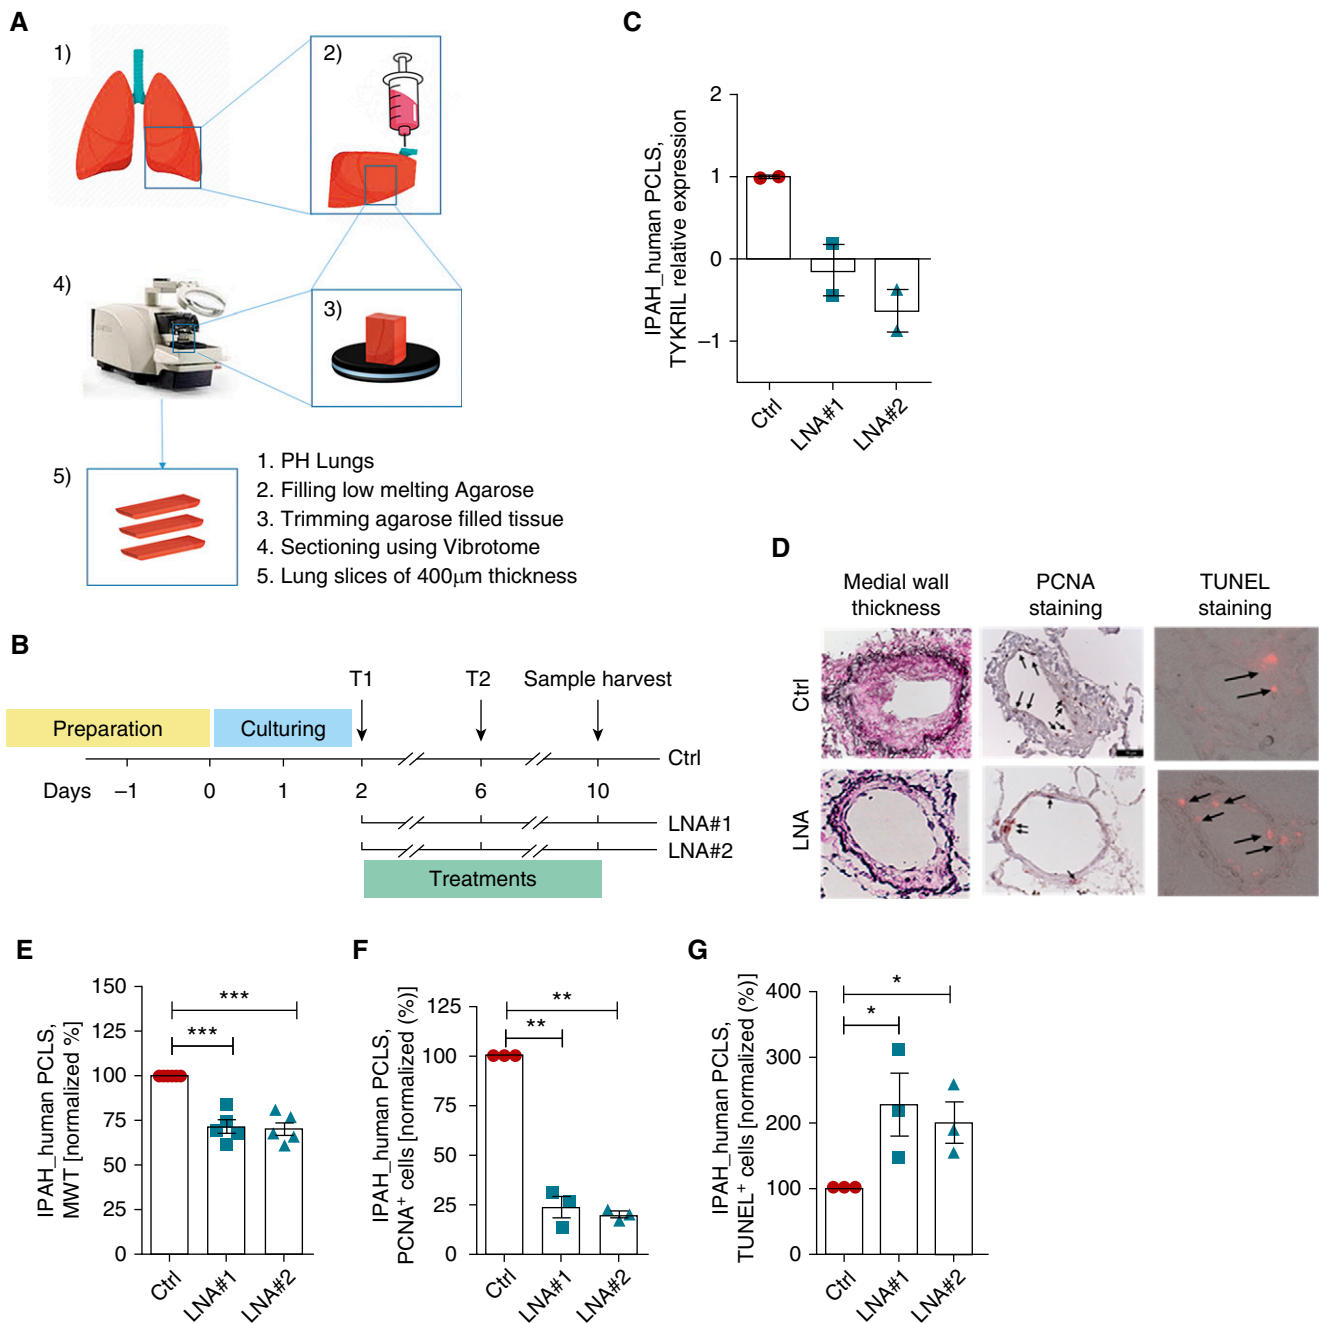 A
1)
2)
3)
4)
5)
1. PH Lungs
2. Filling low melting Agarose
3. Trimming agarose filled tissue
4. Sectioning using Vibrotome
5. Lung slices of 400μm thickness
B
T1
T2
Sample harvest
Preparation
Culturing
Ctrl
Days
–1
0
1
2
6
10
LNA#1
LNA#2
Treatments
C
IPAH_human PCLS,
TYKRIL relative expression
2
1
0
–1
Ctrl
LNA#1
LNA#2
D
Medial wall
thickness
PCNA
staining
TUNEL
staining
Ctrl
LNA
E
IPAH_human PCLS,
MWT [normalized %]
150
125
100
75
50
25
0
***
***
Ctrl
LNA#1
LNA#2
F
IPAH_human PCLS,
PCNA⁺ cells [normalized (%)]
125
100
75
50
25
0
**
**
Ctrl
LNA#1
LNA#2
G
IPAH_human PCLS,
TUNEL⁺ cells [normalized (%)]
400
300
200
100
0
*
*
Ctrl
LNA#1
LNA#2